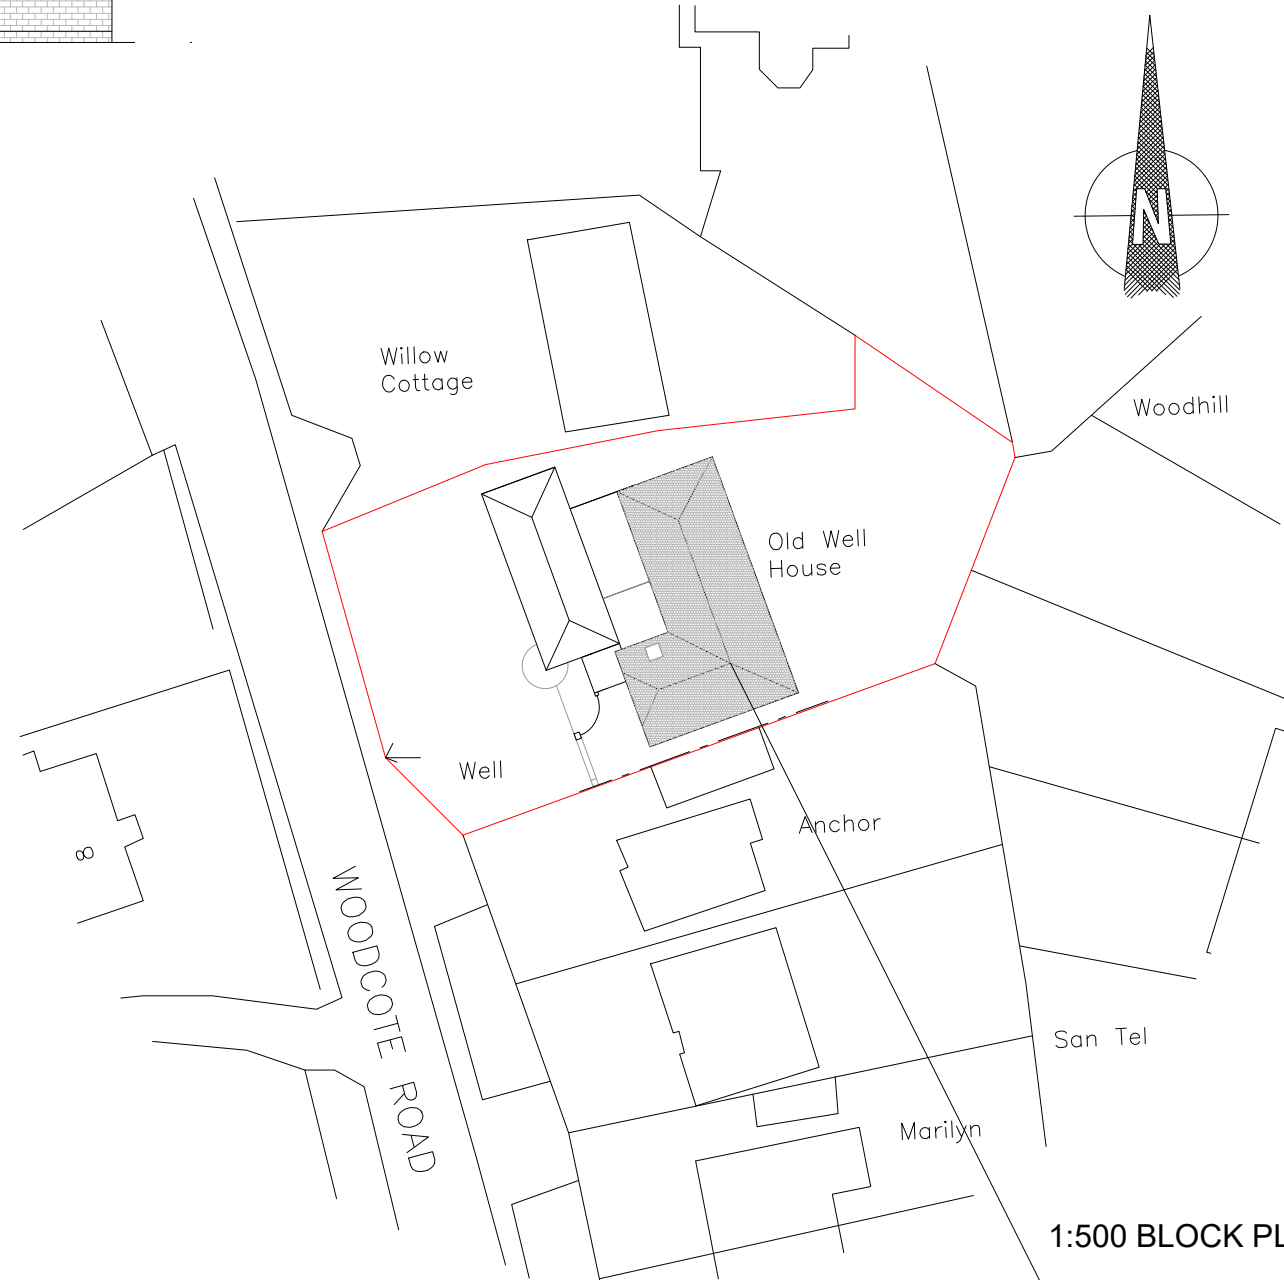 N
Willow
Cottage
Woodhill
Old Well
House
Well
Anchor
8
WOODCOTE ROAD
San Tel
Marilyn
1:500 BLOCK PL